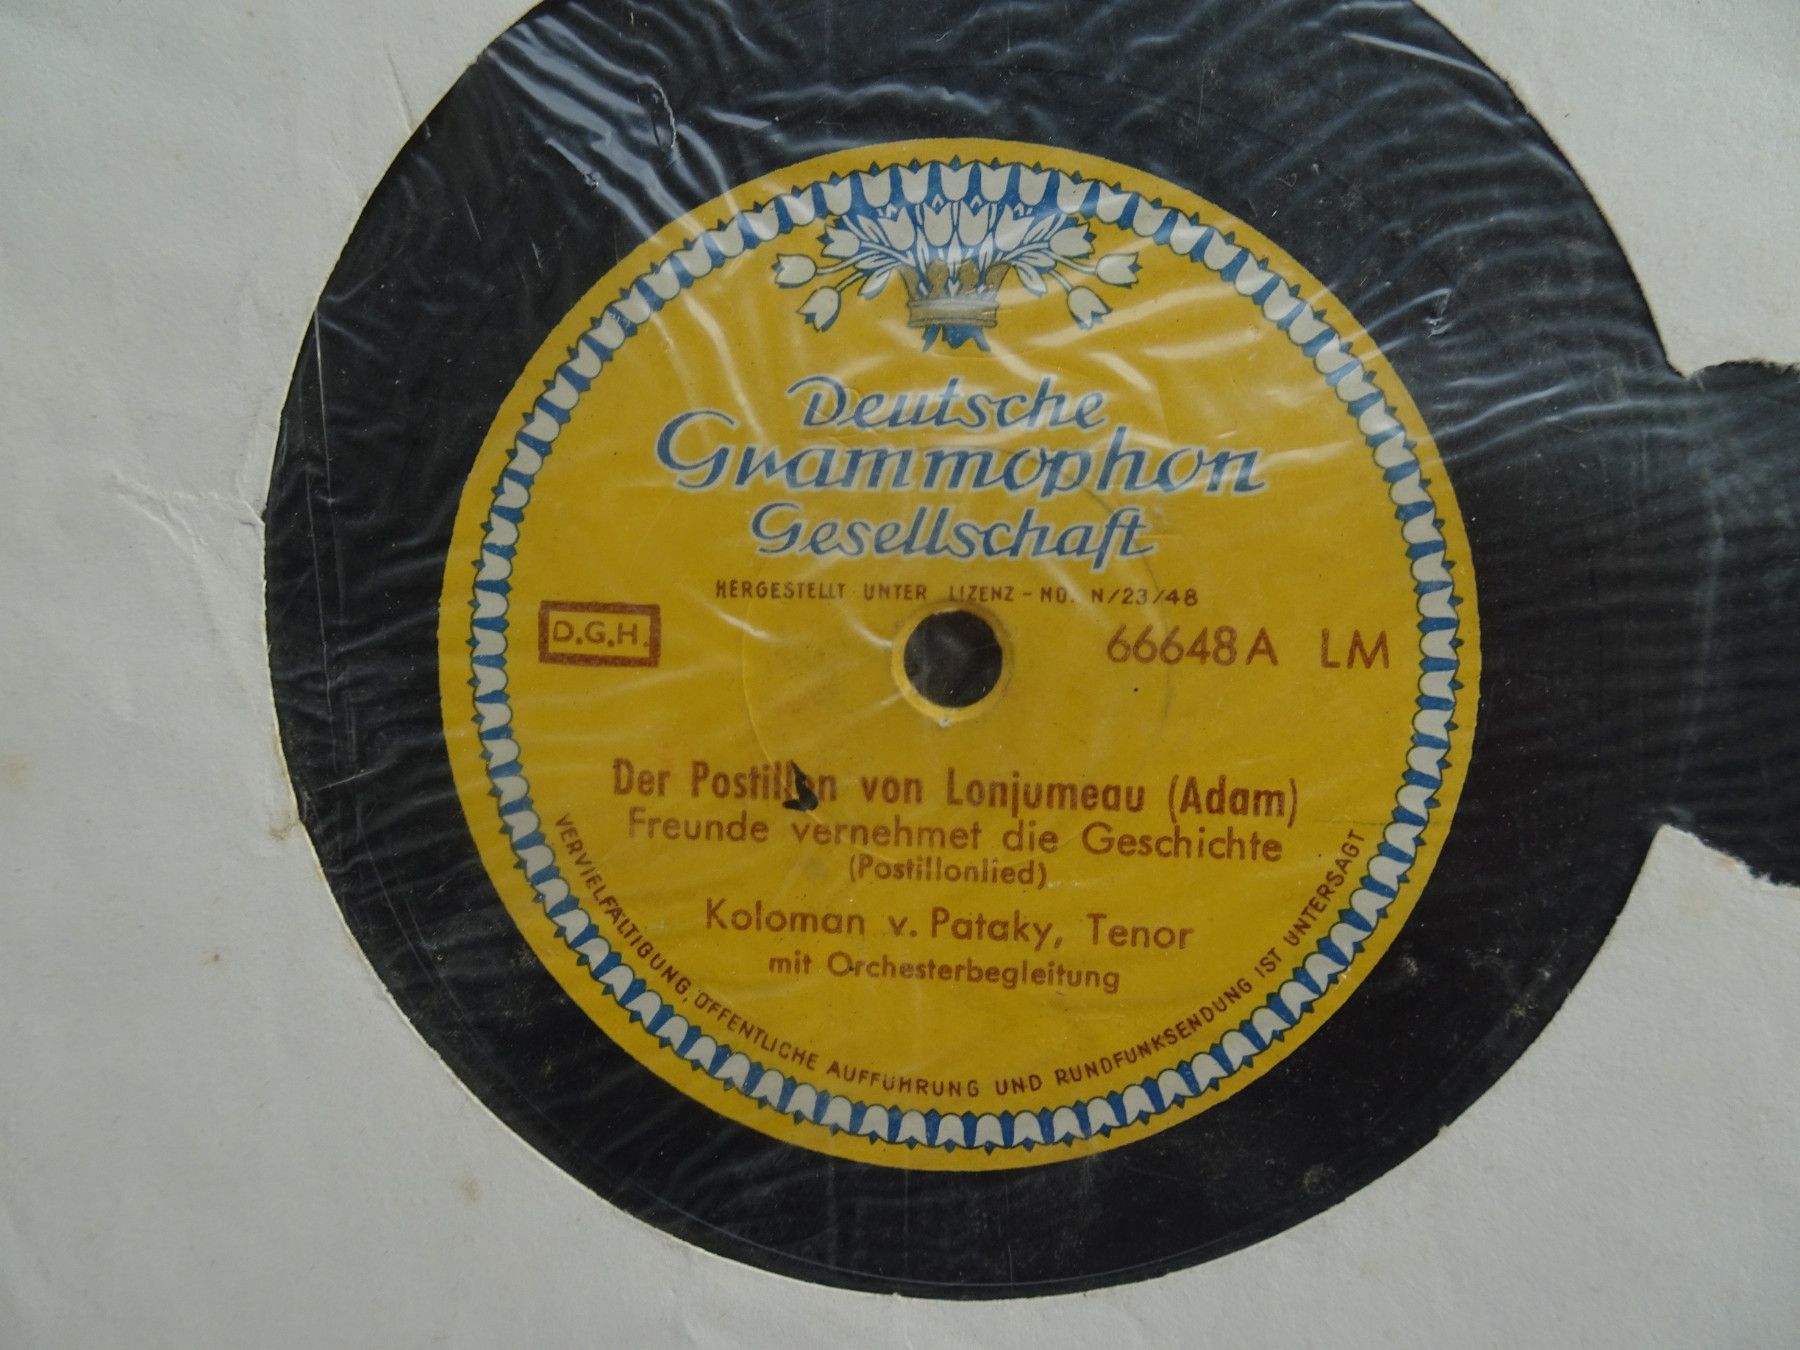 Deutsche
Grammophon
Gesellschaft
HERGESTELLT UNTER LIZENZ - NO. N/23/48
D.G.H.
66648 A LM
Der Postillon von Lonjumeau (Adam)
Freunde vernehmet die Geschichte
(Postillonlied)
Koloman v. Pataky, Tenor
mit Orchesterbegleitung
VERVIELFÄLTIGUNG, ÖFFENTLICHE AUFFÜHRUNG UND RUNDFUNKSENDUNG IST UNTERSAGT